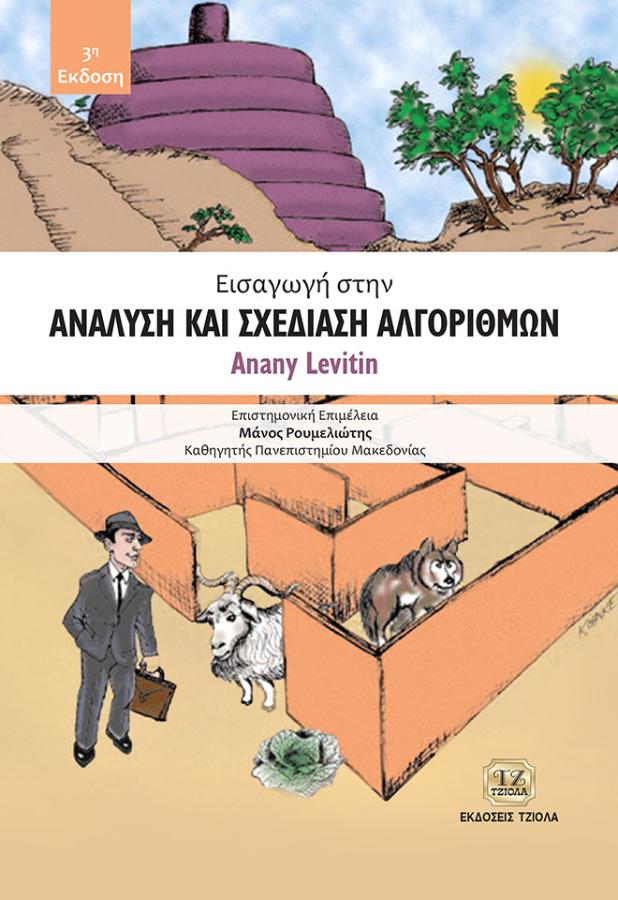 3η
Έκδοση
Εισαγωγή στην
ΑΝΑΛΥΣΗ ΚΑΙ ΣΧΕΔΙΑΣΗ ΑΛΓΟΡΙΘΜΩΝ
Anany Levitin
Επιστημονική Επιμέλεια
Μάνος Ρουμελιώτης
Καθηγητής Πανεπιστημίου Μακεδονίας
ΤΖ
ΤΖΙΟΛΑ
ΕΚΔΟΣΕΙΣ ΤΖΙΟΛΑ